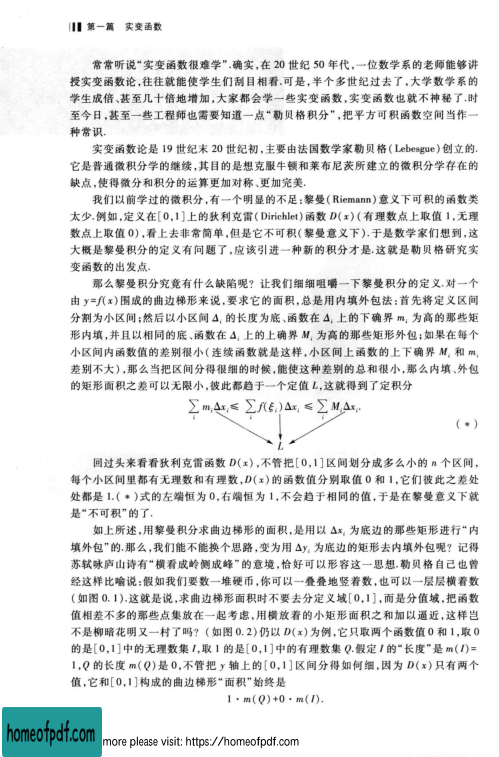 第一篇 实变函数
常常听说“实变函数很难学”.确实,在 20 世纪 50 年代,一位数学系的老师能够讲
授实变函数论,往往就能使学生们刮目相看.可是,半个多世纪过去了,大学数学系的
学生成倍、甚至几十倍地增加,大家都会学一些实变函数,实变函数也就不神秘了.时
至今日,甚至一些工程师也需要知道一点“勒贝格积分”,把平方可积函数空间当作一
种常识.
实变函数论是 19 世纪末 20 世纪初,主要由法国数学家勒贝格(Lebesgue)创立的.
它是普通微积分学的继续,其目的是想克服牛顿和莱布尼茨所建立的微积分学存在的
缺点,使得微分和积分的运算更加对称、更加完美.
我们以前学过的微积分,有一个明显的不足:黎曼(Riemann)意义下可积的函数类
太少.例如,定义在[0,1]上的狄利克雷(Dirichlet)函数 D(x)(有理数点上取值 1,无理
数点上取值 0),看上去非常简单,但是它不可积(黎曼意义下).于是数学家们想到,这
大概是黎曼积分的定义有问题了,应该引进一种新的积分才是.这就是勒贝格研究实
变函数的出发点.
那么黎曼积分究竟有什么缺陷呢? 让我们细细咀嚼一下黎曼积分的定义.对一个
由 y=f(x)围成的曲边梯形来说,要求它的面积,总是用内填外包法:首先将定义区间
分割为小区间;然后以小区间 Δᵢ 的长度为底、函数在 Δᵢ 上的下确界 mᵢ 为高的那些矩
形内填,并且以相同的底、函数在 Δᵢ 上的上确界 Mᵢ 为高的那些矩形外包;如果在每个
小区间内函数值的差别很小(连续函数就是这样,小区间上函数的上下确界 Mᵢ 和 mᵢ
差别不大),那么当把区间分得很细的时候,能使这种差别的总和很小,那么内填、外包
的矩形面积之差可以无限小,彼此都趋于一个定值 L,这就得到了定积分
∑ᵢ mᵢΔxᵢ ≤ ∑ᵢ f(ξᵢ)Δxᵢ ≤ ∑ᵢ MᵢΔxᵢ.
(*)
L
回过头来看看狄利克雷函数 D(x),不管把[0,1]区间划分成多么小的 n 个区间,
每个小区间里都有无理数和有理数,D(x)的函数值分别取值 0 和 1,它们彼此之差处
处都是 1.(*)式的左端恒为 0,右端恒为 1,不会趋于相同的值,于是在黎曼意义下就
是“不可积”的了.
如上所述,用黎曼积分求曲边梯形的面积,是用以 Δxᵢ 为底边的那些矩形进行“内
填外包”的.那么,我们能不能换个思路,变为用 Δyᵢ 为底边的矩形去内填外包呢? 记得
苏轼咏庐山诗有“横看成岭侧成峰”的意境,恰好可以形容这一思想.勒贝格自己也曾
经这样比喻说:假如我们要数一堆硬币,你可以一叠叠地竖着数,也可以一层层横着数
(如图 0.1).这就是说,求曲边梯形面积时不要去分定义域[0,1],而是分值域,把函数
值相差不多的那些点集放在一起考虑,用横放着的小矩形面积之和加以逼近,这样岂
不是柳暗花明又一村了吗? (如图 0.2)仍以 D(x)为例,它只取两个函数值 0 和 1,取 0
的是[0,1]中的无理数集 I,取 1 的是[0,1]中的有理数集 Q.假定 I 的“长度”是 m(I)=
1,Q 的长度 m(Q)是 0,不管把 y 轴上的[0,1]区间分得如何细,因为 D(x)只有两个
值,它和[0,1]构成的曲边梯形“面积”始终是
1·m(Q)+0·m(I).
homeofpdf.com
more please visit: https://homeofpdf.com